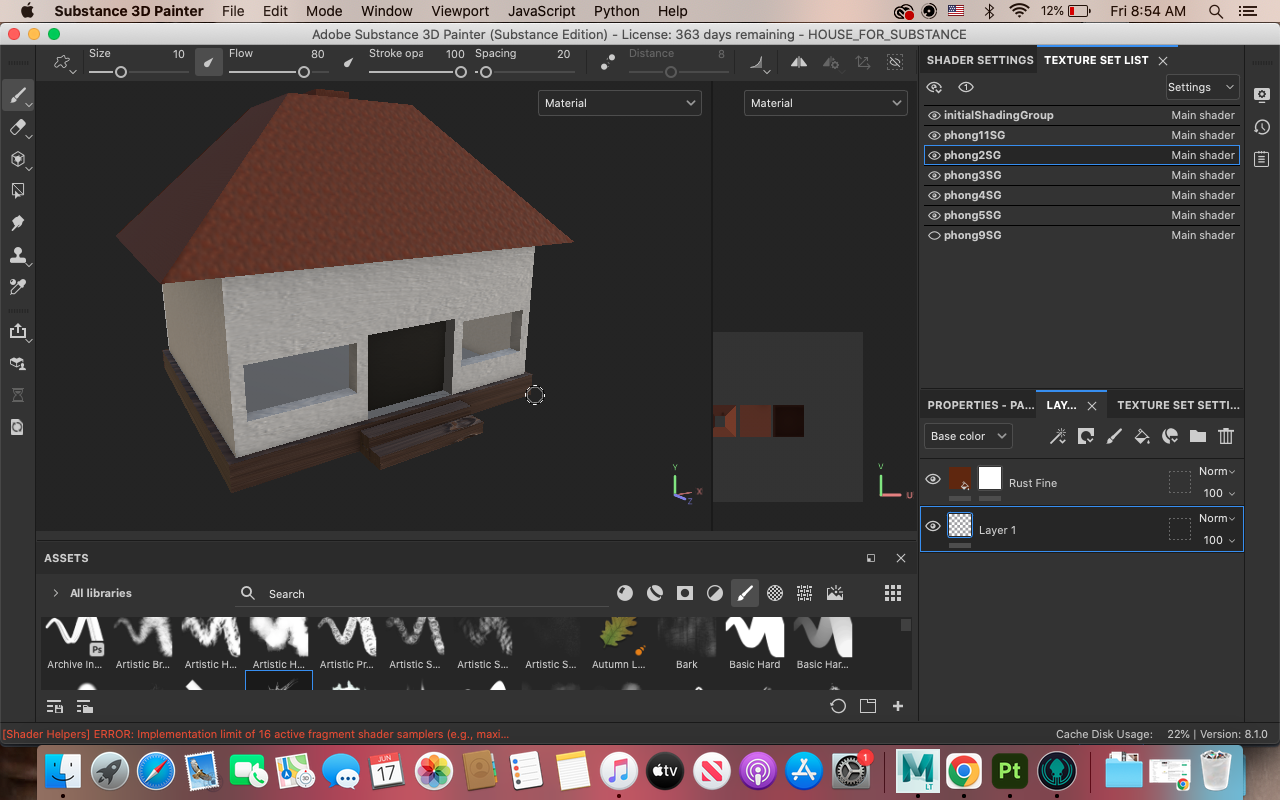 Substance 3D Painter File Edit Mode Window Viewport JavaScript Python Help 12% Fri 8:54 AM
Adobe Substance 3D Painter (Substance Edition) - License: 363 days remaining - HOUSE_FOR_SUBSTANCE
Size 10 Flow 80 Stroke opa 100 Spacing 20 Distance 8
Material
Material
SHADER SETTINGS TEXTURE SET LIST
Settings
initialShadingGroup Main shader
phong11SG Main shader
phong2SG Main shader
phong3SG Main shader
phong4SG Main shader
phong5SG Main shader
phong9SG Main shader
Y
X
Z
V
U
PROPERTIES - PA... LAY... TEXTURE SET SETTI...
Base color
Rust Fine Norm 100
Layer 1 Norm 100
ASSETS
All libraries Search
Ps
Archive In... Artistic Br... Artistic H... Artistic H... Artistic Pr... Artistic S... Artistic S... Artistic S... Autumn L... Bark Basic Hard Basic Har...
[Shader Helpers] ERROR: Implementation limit of 16 active fragment shader samplers (e.g., maxi...
Cache Disk Usage: 22% | Version: 8.1.0
JUN
17
tv
1
M
LT
Pt